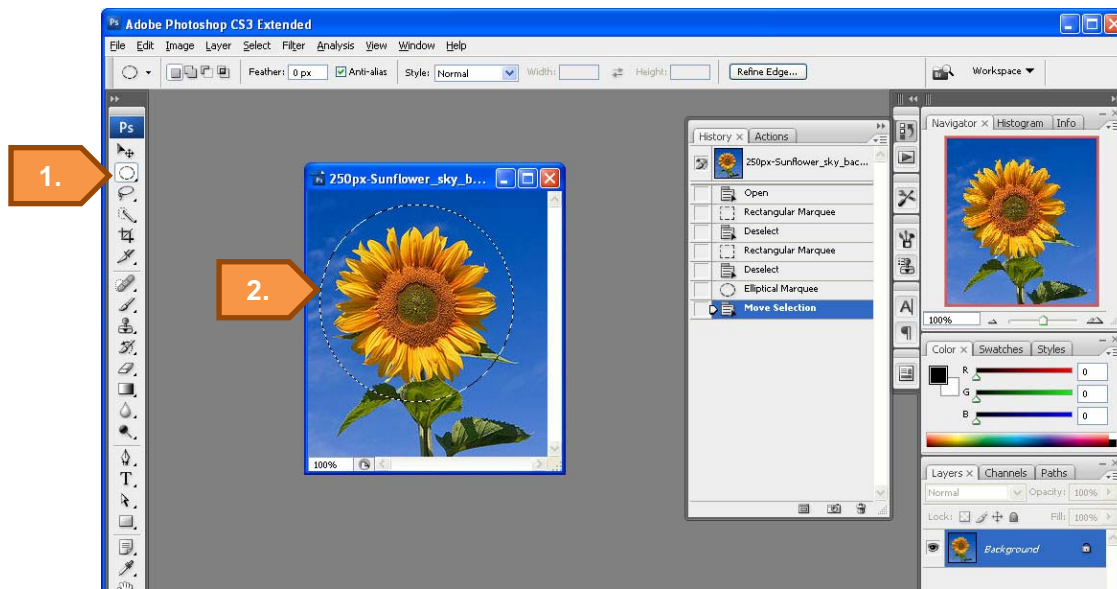 Ps Adobe Photoshop CS3 Extended
File Edit Image Layer Select Filter Analysis View Window Help
Feather: 0 px Anti-alias Style: Normal Width: Height: Refine Edge... Br Workspace
Ps
1.
2.
250px-Sunflower_sky_b...
100%
History × Actions
250px-Sunflower_sky_bac...
Open
Rectangular Marquee
Deselect
Rectangular Marquee
Deselect
Elliptical Marquee
Move Selection
T
A
Navigator × Histogram Info
100%
Color × Swatches Styles
R 0
G 0
B 0
Layers × Channels Paths
Normal Opacity: 100%
Lock: Fill: 100%
Background